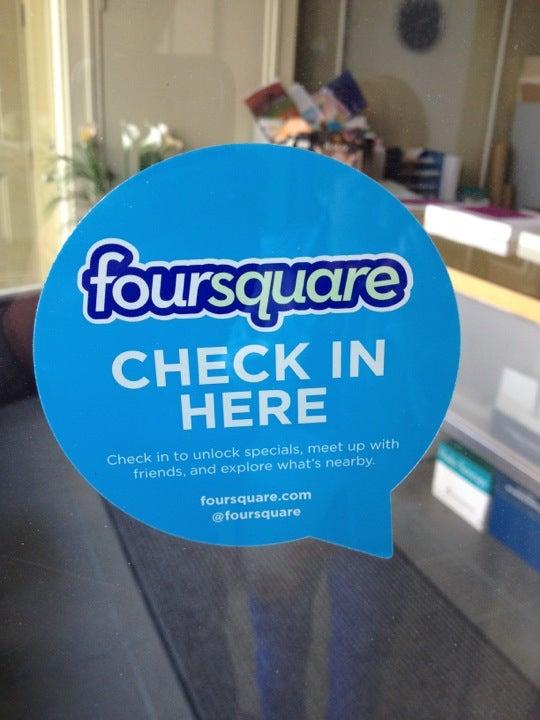 foursquare
CHECK IN
HERE
Check in to unlock specials, meet up with
friends, and explore what's nearby.
foursquare.com
@foursquare